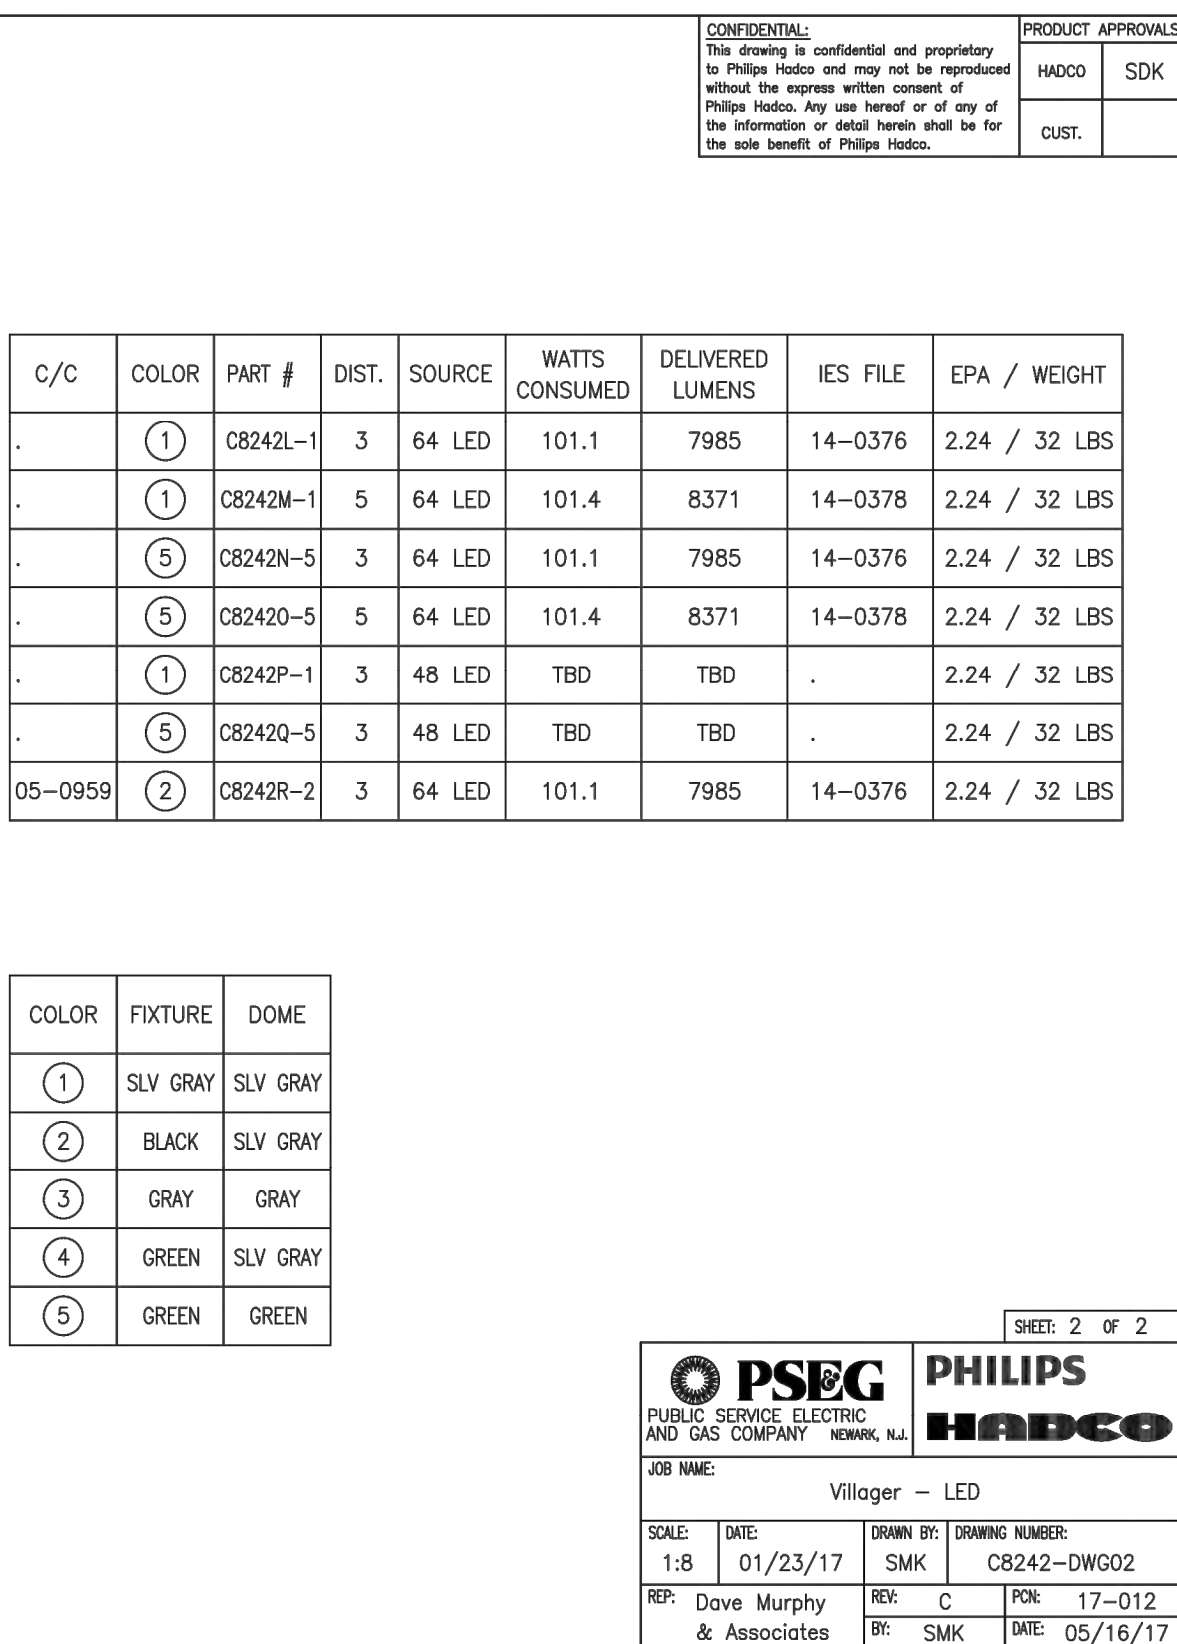 CONFIDENTIAL:
This drawing is confidential and proprietary
to Philips Hadco and may not be reproduced
without the express written consent of
Philips Hadco. Any use hereof or of any of
the information or detail herein shall be for
the sole benefit of Philips Hadco.
PRODUCT APPROVALS
HADCO SDK
CUST.
C/C COLOR PART # DIST. SOURCE WATTS CONSUMED DELIVERED LUMENS IES FILE EPA / WEIGHT
. 1 C8242L-1 3 64 LED 101.1 7985 14-0376 2.24 / 32 LBS
. 1 C8242M-1 5 64 LED 101.4 8371 14-0378 2.24 / 32 LBS
. 5 C8242N-5 3 64 LED 101.1 7985 14-0376 2.24 / 32 LBS
. 5 C8242O-5 5 64 LED 101.4 8371 14-0378 2.24 / 32 LBS
. 1 C8242P-1 3 48 LED TBD TBD . 2.24 / 32 LBS
. 5 C8242Q-5 3 48 LED TBD TBD . 2.24 / 32 LBS
05-0959 2 C8242R-2 3 64 LED 101.1 7985 14-0376 2.24 / 32 LBS
COLOR FIXTURE DOME
1 SLV GRAY SLV GRAY
2 BLACK SLV GRAY
3 GRAY GRAY
4 GREEN SLV GRAY
5 GREEN GREEN
SHEET: 2 OF 2
PSE&G
PUBLIC SERVICE ELECTRIC
AND GAS COMPANY NEWARK, N.J.
PHILIPS
HADCO
JOB NAME:
Villager - LED
SCALE: DATE: DRAWN BY: DRAWING NUMBER:
1:8 01/23/17 SMK C8242-DWG02
REP: Dave Murphy REV: C PCN: 17-012
& Associates BY: SMK DATE: 05/16/17